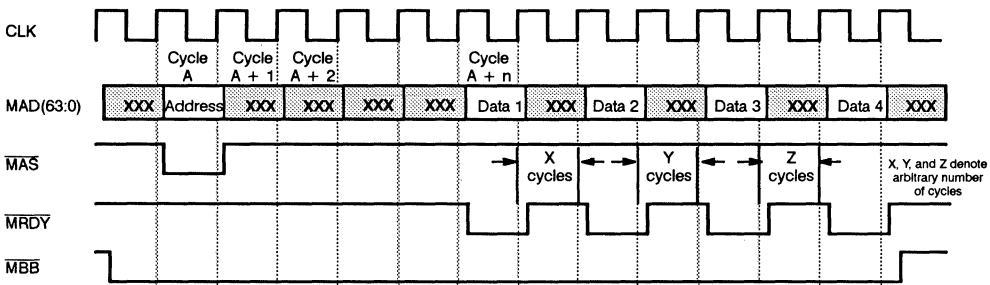 CLK
Cycle A
Cycle A + 1
Cycle A + 2
Cycle A + n
MAD(63:0)
XXX Address XXX XXX XXX XXX Data 1 XXX Data 2 XXX Data 3 XXX Data 4 XXX
MAS
X cycles
Y cycles
Z cycles
X, Y, and Z denote
arbitrary number
of cycles
MRDY
MBB